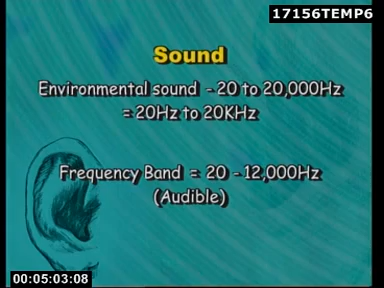 17156TEMP6
Sound
Environmental sound - 20 to 20,000Hz
= 20Hz to 20KHz
Frequency Band = 20 - 12,000Hz
(Audible)
00:05:03:08